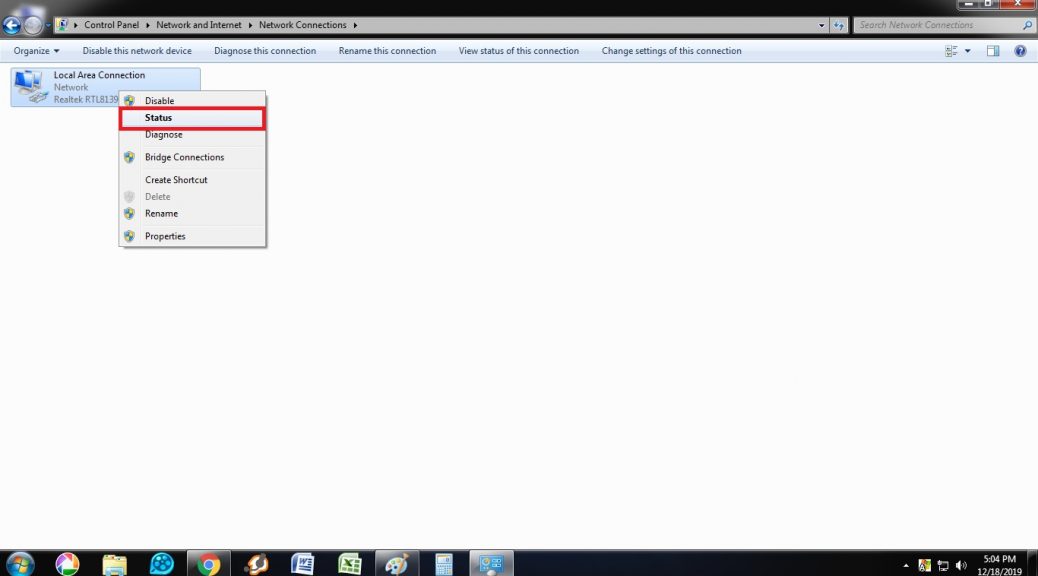 Control Panel Network and Internet Network Connections
Search Network Connections
Organize Disable this network device Diagnose this connection Rename this connection View status of this connection Change settings of this connection
Local Area Connection
Network
Realtek RTL8139
Disable
Status
Diagnose
Bridge Connections
Create Shortcut
Delete
Rename
Properties
5:04 PM
12/18/2019